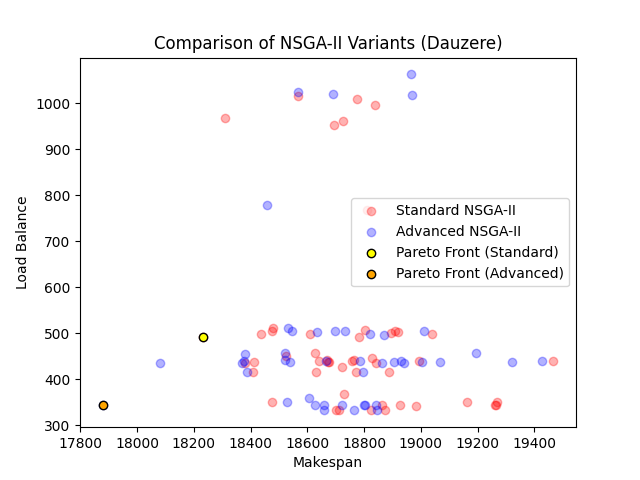 Comparison of NSGA-II Variants (Dauzere)
Load Balance
1000
900
800
700
600
500
400
300
Standard NSGA-II
Advanced NSGA-II
Pareto Front (Standard)
Pareto Front (Advanced)
17800 18000 18200 18400 18600 18800 19000 19200 19400
Makespan